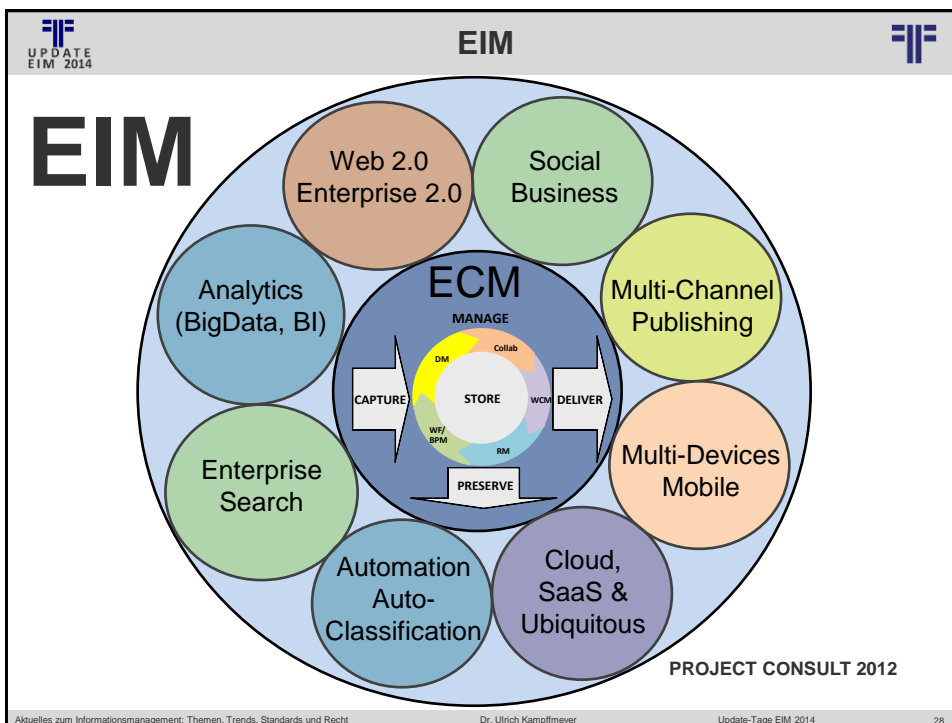 UPDATE
EIM 2014
EIM
EIM
Web 2.0
Enterprise 2.0
Social
Business
Analytics
(BigData, BI)
Multi-Channel
Publishing
ECM
MANAGE
DM
Collab
CAPTURE
STORE
WCM
DELIVER
WF/
BPM
RM
PRESERVE
Enterprise
Search
Multi-Devices
Mobile
Automation
Auto-
Classification
Cloud,
SaaS &
Ubiquitous
PROJECT CONSULT 2012
Aktuelles zum Informationsmanagement: Themen, Trends, Standards und Recht
Dr. Ulrich Kampffmeyer
Update-Tage EIM 2014
28